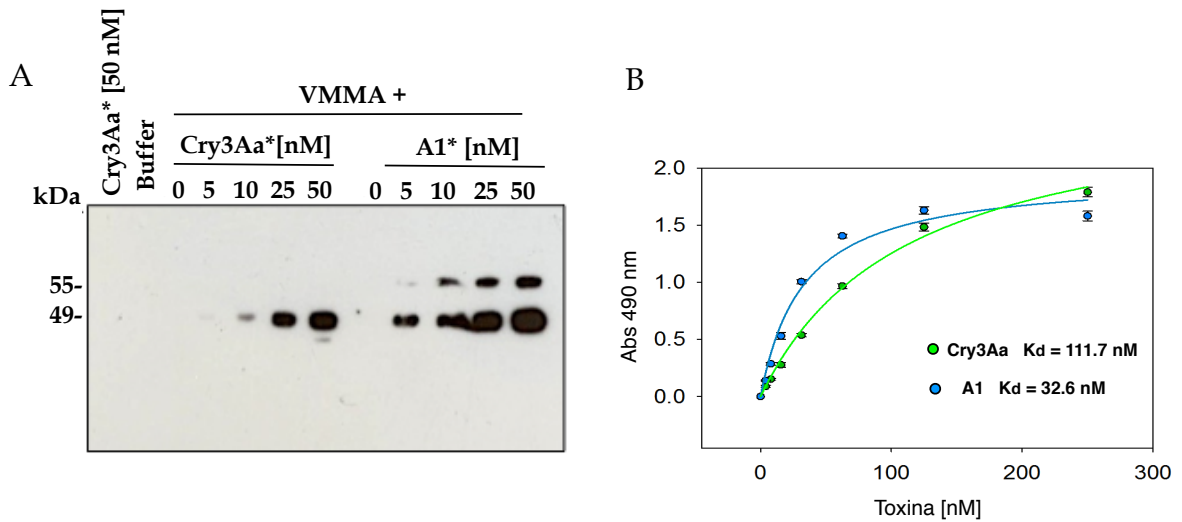 A
Cry3Aa* [50 nM]
Buffer
VMMA +
Cry3Aa*[nM]
A1* [nM]
kDa
0 5 10 25 50 0 5 10 25 50
55-
49-
B
2.0
1.5
1.0
0.5
0.0
Abs 490 nm
Cry3Aa Kd = 111.7 nM
A1 Kd = 32.6 nM
0 100 200 300
Toxina [nM]